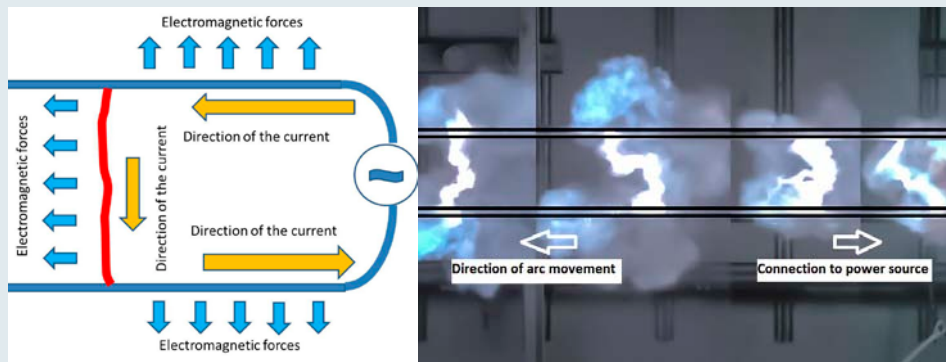 Electromagnetic forces
Electromagnetic forces
Direction of the current
Direction of the current
Direction of the current
Electromagnetic forces
Direction of arc movement
Connection to power source